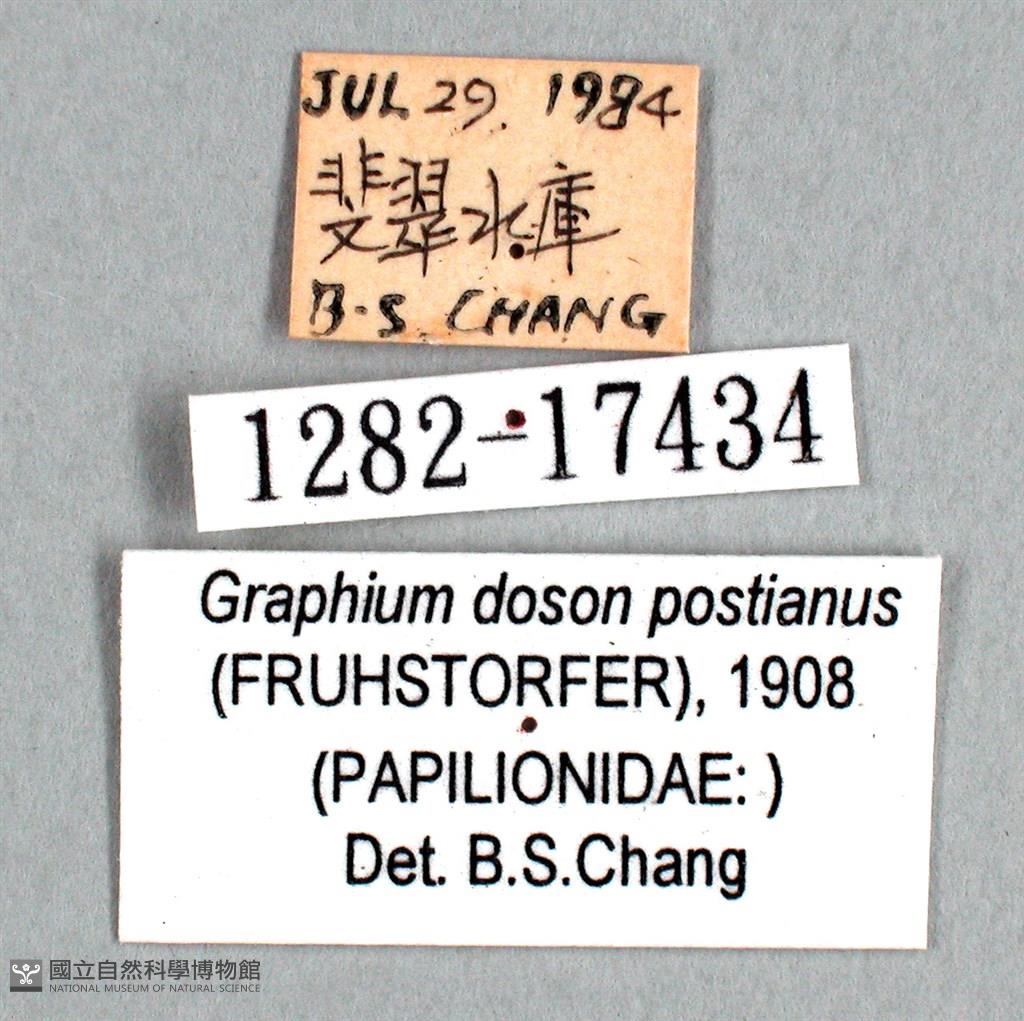 JUL 29. 1984
翡翠水庫
B-S CHANG
1282-17434
Graphium doson postianus
(FRUHSTORFER), 1908
(PAPILIONIDAE: )
Det. B.S.Chang
國立自然科學博物館
NATIONAL MUSEUM OF NATURAL SCIENCE